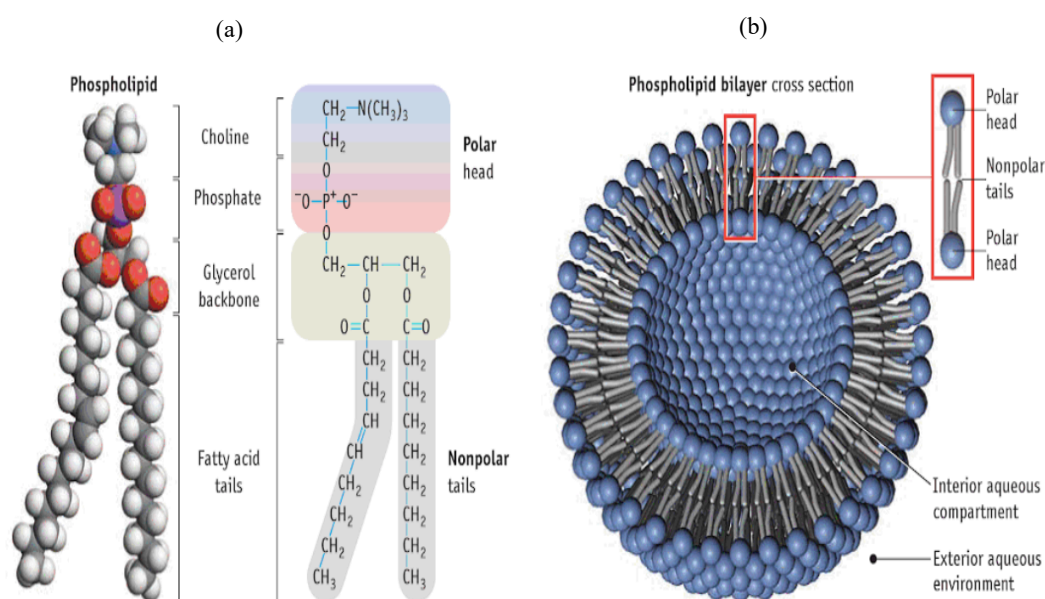 (a)
Phospholipid
Choline
Phosphate
Glycerol
backbone
Fatty acid
tails
CH₂—N(CH₃)₃
CH₂
O
⁻O—P⁺—O⁻
O
CH₂—CH—CH₂
O O
O=C C=O
CH₂ CH₂
CH₂ CH₂
CH CH₂
CH CH₂
CH₂ CH₂
CH₂ CH₂
CH₂ CH₂
CH₃ CH₃
Polar
head
Nonpolar
tails
(b)
Phospholipid bilayer cross section
Polar
head
Nonpolar
tails
Polar
head
Interior aqueous
compartment
Exterior aqueous
environment